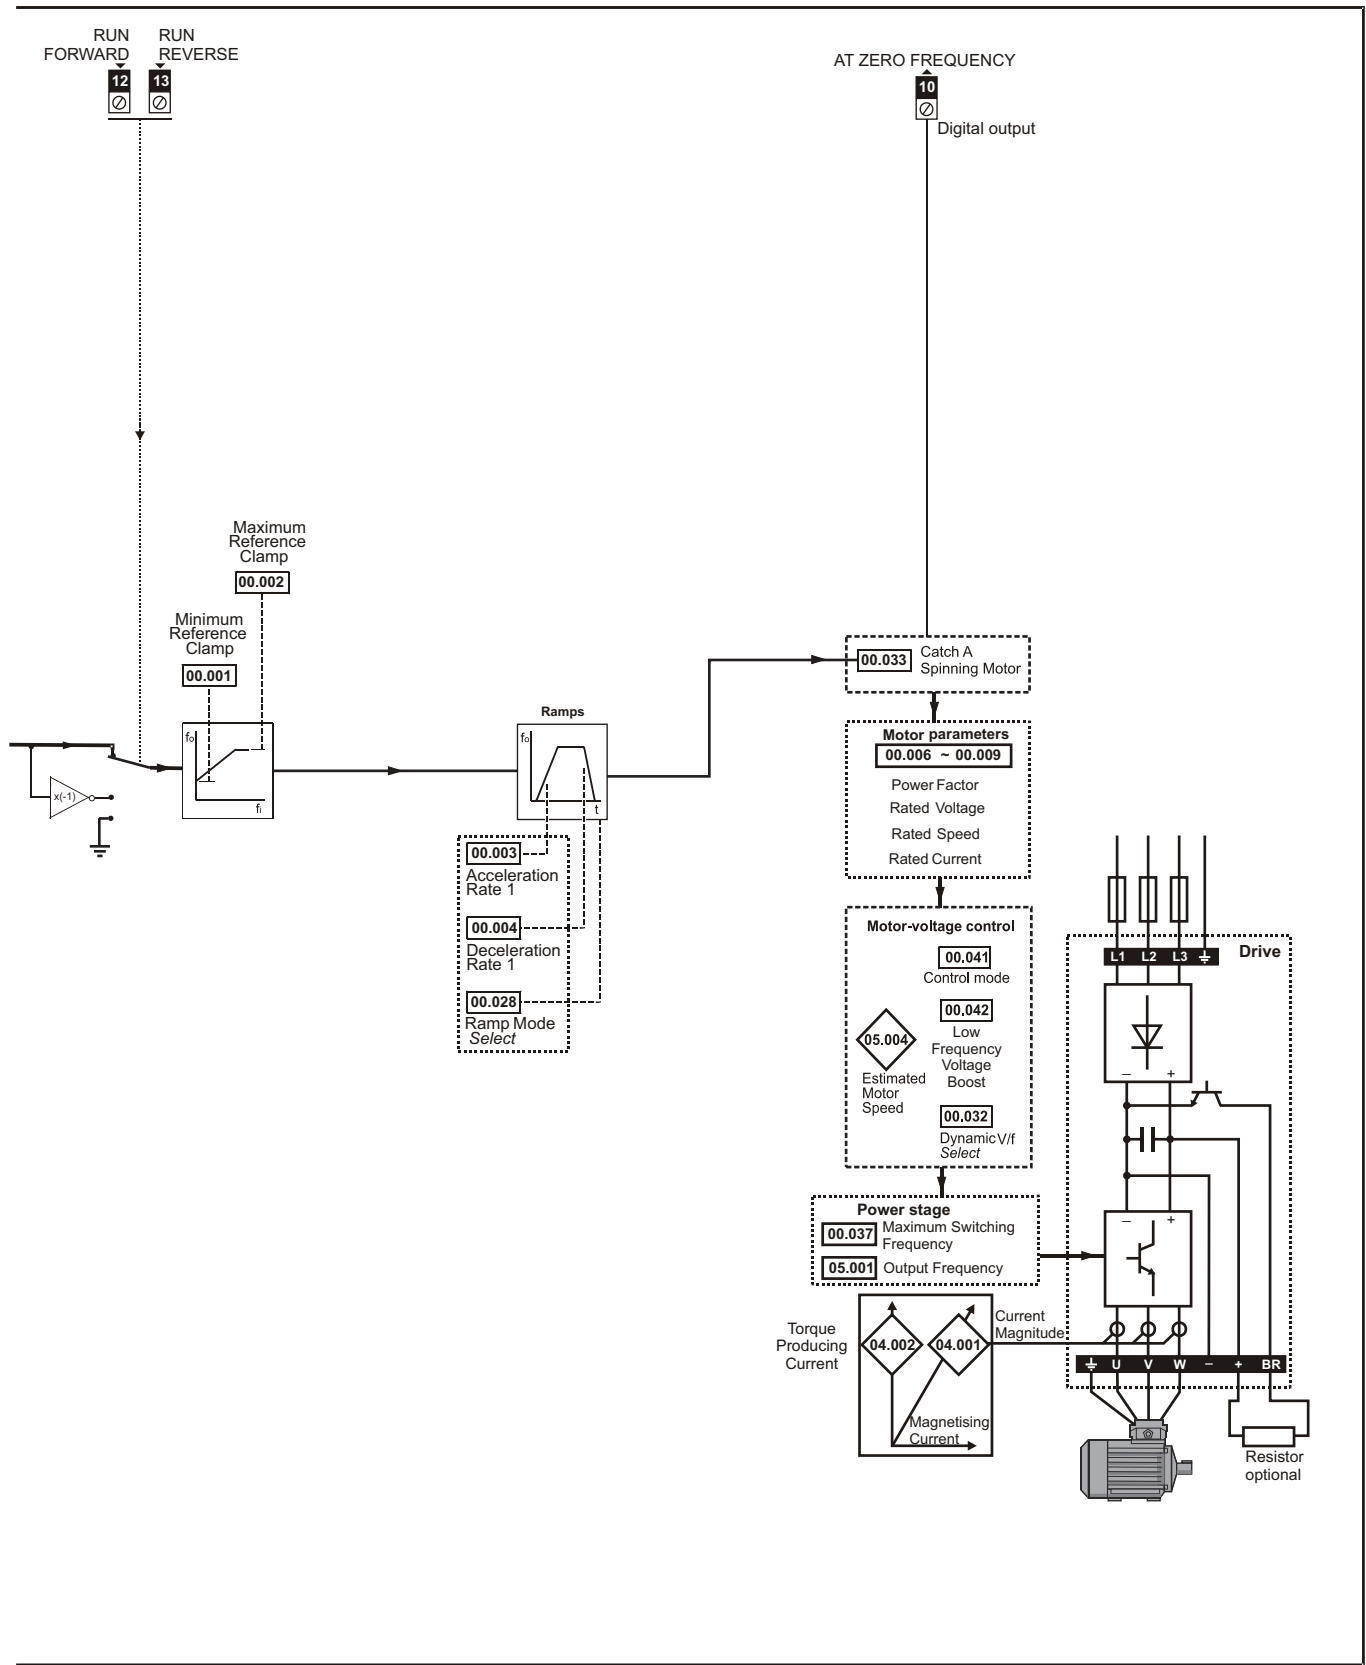 RUN
FORWARD
RUN
REVERSE
12
13
AT ZERO FREQUENCY
10
Digital output
Maximum
Reference
Clamp
00.002
Minimum
Reference
Clamp
00.001
fo
fi
x(-1)
Ramps
fo
t
00.003
Acceleration
Rate 1
00.004
Deceleration
Rate 1
00.028
Ramp Mode
Select
00.033
Catch A
Spinning Motor
Motor parameters
00.006 ~ 00.009
Power Factor
Rated Voltage
Rated Speed
Rated Current
Motor-voltage control
00.041
Control mode
00.042
Low
Frequency
Voltage
Boost
05.004
Estimated
Motor
Speed
00.032
Dynamic V/f
Select
Power stage
00.037
Maximum Switching
Frequency
05.001
Output Frequency
Torque
Producing
Current
04.002
04.001
Current
Magnitude
Magnetising
Current
Drive
L1 L2 L3
– +
– +
U V W – + BR
Resistor
optional